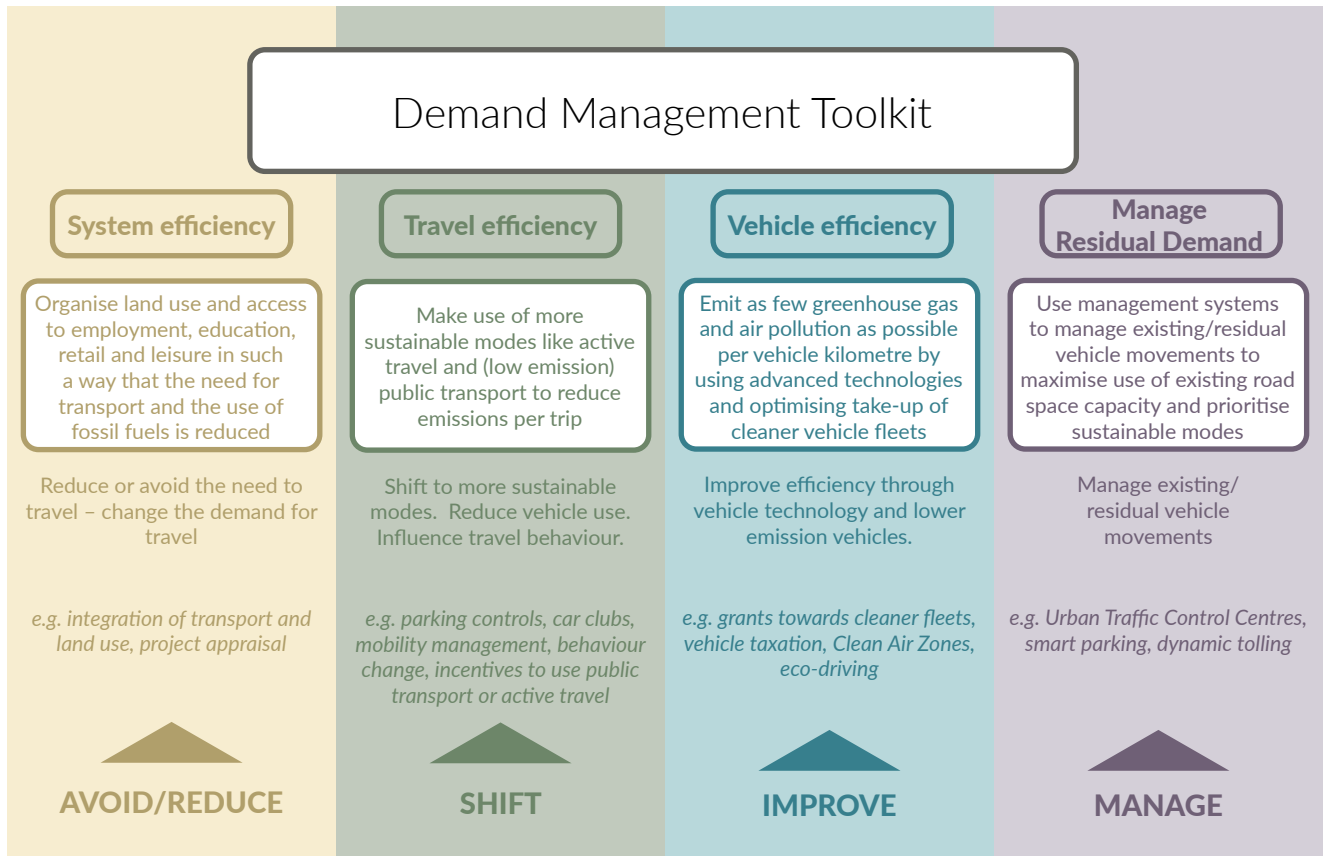 Demand Management Toolkit
System efficiency
Organise land use and access
to employment, education,
retail and leisure in such
a way that the need for
transport and the use of
fossil fuels is reduced
Reduce or avoid the need to
travel – change the demand for
travel
e.g. integration of transport and
land use, project appraisal
AVOID/REDUCE
Travel efficiency
Make use of more
sustainable modes like active
travel and (low emission)
public transport to reduce
emissions per trip
Shift to more sustainable
modes.  Reduce vehicle use.
Influence travel behaviour.
e.g. parking controls, car clubs,
mobility management, behaviour
change, incentives to use public
transport or active travel
SHIFT
Vehicle efficiency
Emit as few greenhouse gas
and air pollution as possible
per vehicle kilometre by
using advanced technologies
and optimising take-up of
cleaner vehicle fleets
Improve efficiency through
vehicle technology and lower
emission vehicles.
e.g. grants towards cleaner fleets,
vehicle taxation, Clean Air Zones,
eco-driving
IMPROVE
Manage
Residual Demand
Use management systems
to manage existing/residual
vehicle movements to
maximise use of existing road
space capacity and prioritise
sustainable modes
Manage existing/
residual vehicle
movements
e.g. Urban Traffic Control Centres,
smart parking, dynamic tolling
MANAGE